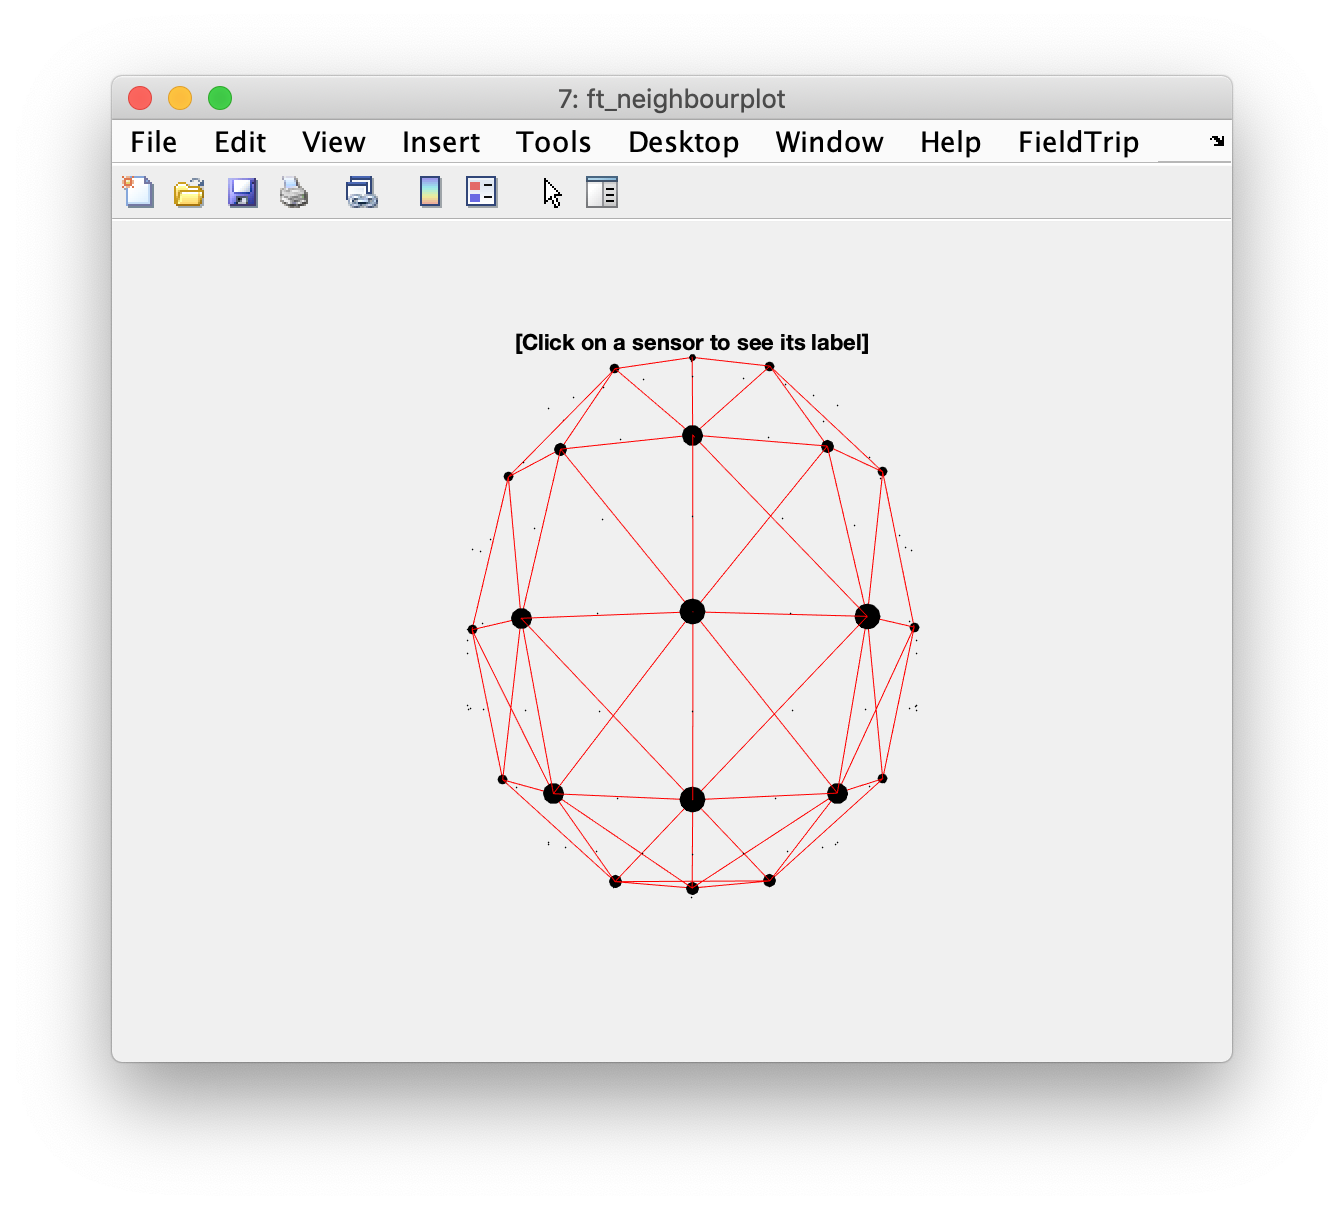 7: ft_neighbourplot
File Edit View Insert Tools Desktop Window Help FieldTrip
[Click on a sensor to see its label]